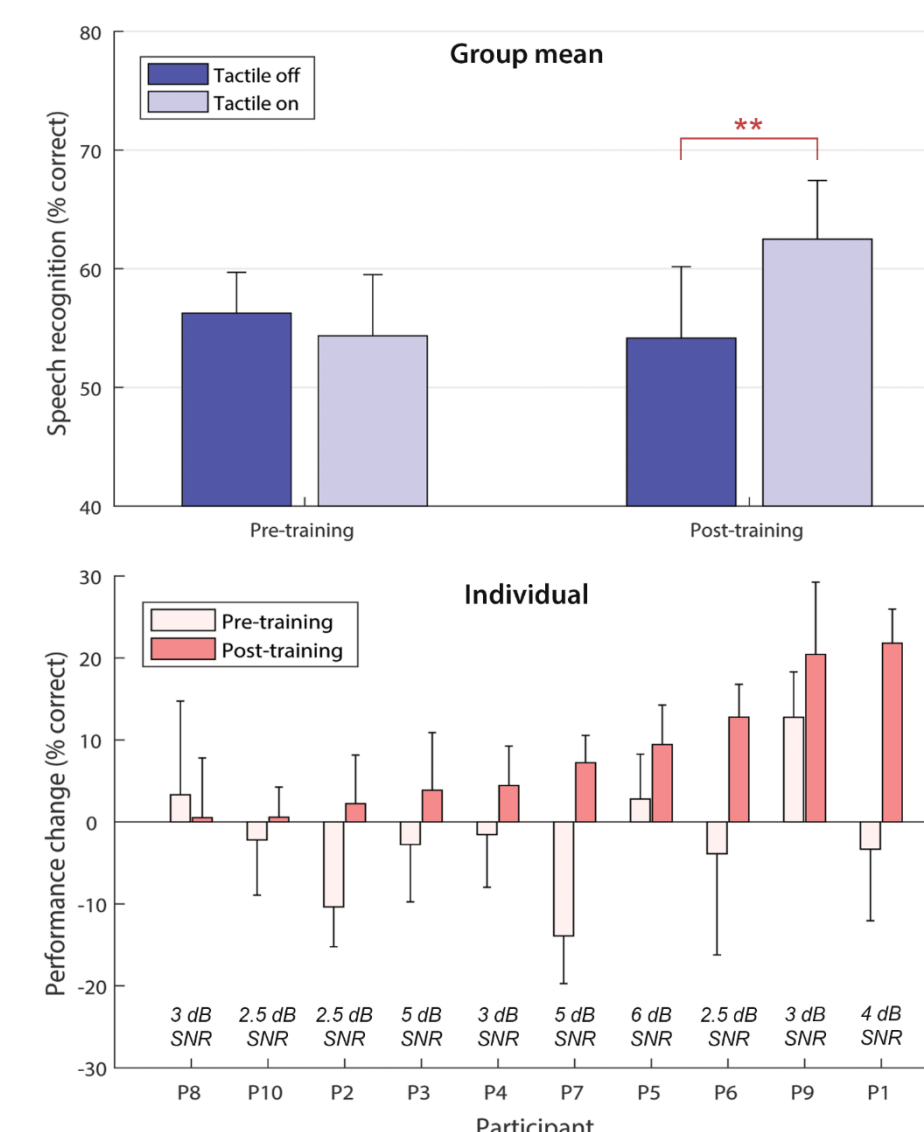 Group mean
Tactile off
Tactile on
**
Speech recognition (% correct)
80
70
60
50
40
Pre-training Post-training
Individual
Pre-training
Post-training
Performance change (% correct)
30
20
10
0
-10
-20
-30
3 dB 2.5 dB 2.5 dB 5 dB 3 dB 5 dB 6 dB 2.5 dB 3 dB 4 dB
SNR SNR SNR SNR SNR SNR SNR SNR SNR SNR
P8 P10 P2 P3 P4 P7 P5 P6 P9 P1
Participant